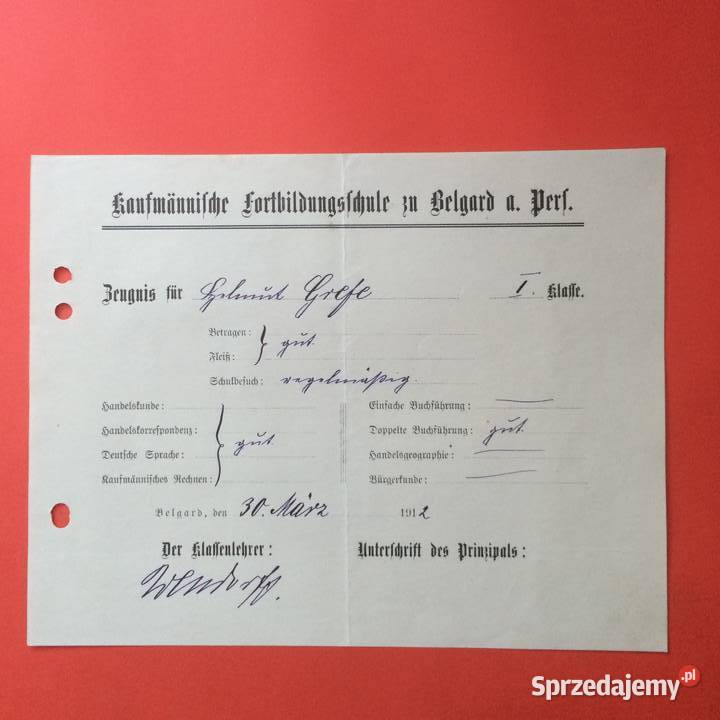 Kaufmännische Fortbildungsschule zu Belgard a. Pers.
Zeugnis für Helmut I. Klasse.
Betragen:
Fleiß: } gut.
Schulbesuch: regelmäßig.
Handelskunde: Einfache Buchführung: —
Handelskorrespondenz: Doppelte Buchführung: gut.
Deutsche Sprache: } gut. Handelsgeographie: —
Kaufmännisches Rechnen: Bürgerkunde: —
Belgard, den 30. März 1912
Der Klassenlehrer: Unterschrift des Prinzipals:
Sprzedajemy.pl